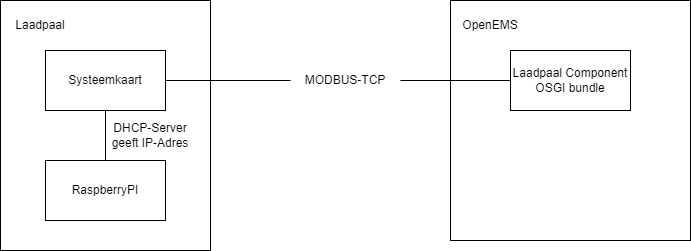 Laadpaal
Systeemkaart
DHCP-Server
geeft IP-Adres
RaspberryPI
MODBUS-TCP
OpenEMS
Laadpaal Component
OSGI bundle